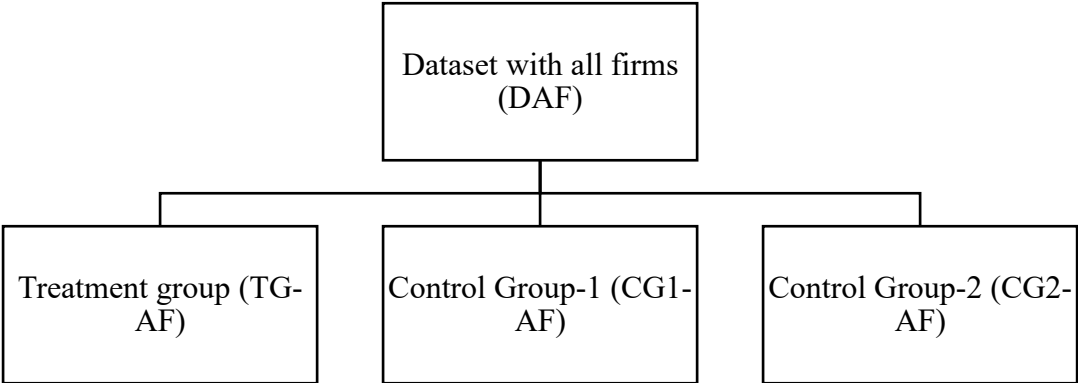 Dataset with all firms
(DAF)
Treatment group (TG-
AF)
Control Group-1 (CG1-
AF)
Control Group-2 (CG2-
AF)